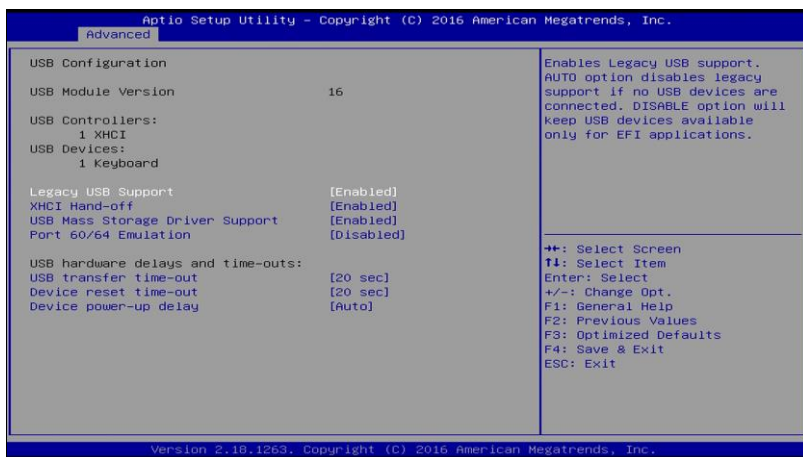 Aptio Setup Utility – Copyright (C) 2016 American Megatrends, Inc.
Advanced
USB Configuration
USB Module Version 16
USB Controllers:
1 XHCI
USB Devices:
1 Keyboard
Legacy USB Support [Enabled]
XHCI Hand-off [Enabled]
USB Mass Storage Driver Support [Enabled]
Port 60/64 Emulation [Disabled]
USB hardware delays and time-outs:
USB transfer time-out [20 sec]
Device reset time-out [20 sec]
Device power-up delay [Auto]
Enables Legacy USB support.
AUTO option disables legacy
support if no USB devices are
connected. DISABLE option will
keep USB devices available
only for EFI applications.
→←: Select Screen
↑↓: Select Item
Enter: Select
+/-: Change Opt.
F1: General Help
F2: Previous Values
F3: Optimized Defaults
F4: Save & Exit
ESC: Exit
Version 2.18.1263. Copyright (C) 2016 American Megatrends, Inc.